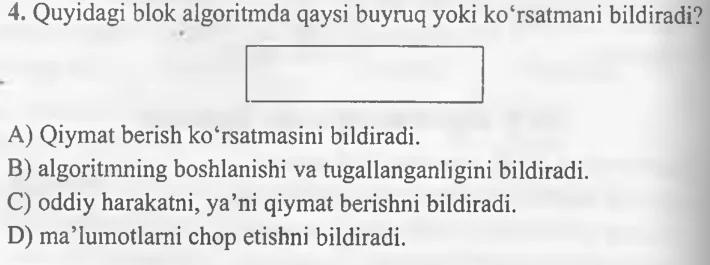 4. Quyidagi blok algoritmda qaysi buyruq yoki ko‘rsatmani bildiradi?
A) Qiymat berish ko‘rsatmasini bildiradi.
B) algoritmning boshlanishi va tugallanganligini bildiradi.
C) oddiy harakatni, ya’ni qiymat berishni bildiradi.
D) ma’lumotlarni chop etishni bildiradi.